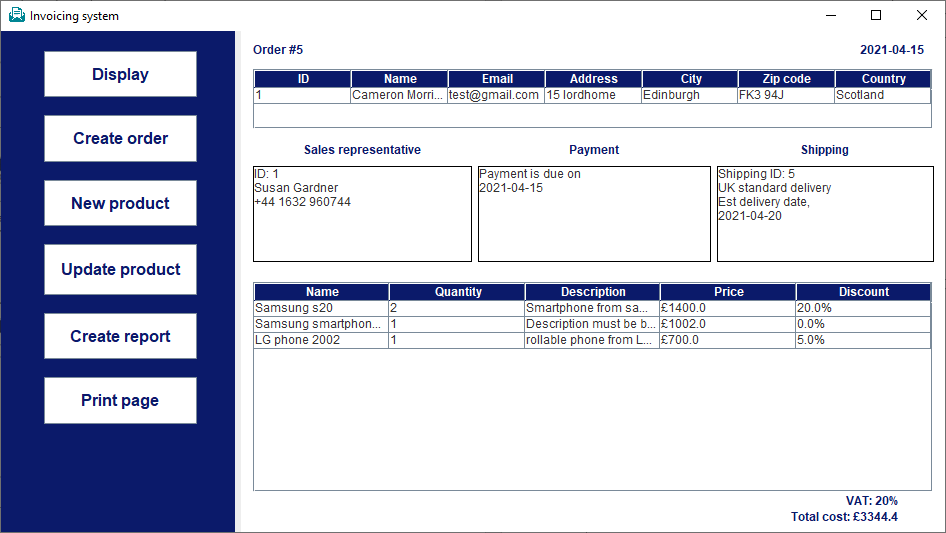 Invoicing system
Display
Create order
New product
Update product
Create report
Print page
Order #5 2021-04-15
ID Name Email Address City Zip code Country
1 Cameron Morri... test@gmail.com 15 lordhome Edinburgh FK3 94J Scotland
Sales representative Payment Shipping
ID: 1
Susan Gardner
+44 1632 960744
Payment is due on
2021-04-15
Shipping ID: 5
UK standard delivery
Est delivery date,
2021-04-20
Name Quantity Description Price Discount
Samsung s20 2 Smartphone from sa... £1400.0 20.0%
Samsung smartphon... 1 Description must be b... £1002.0 0.0%
LG phone 2002 1 rollable phone from L... £700.0 5.0%
VAT: 20%
Total cost: £3344.4